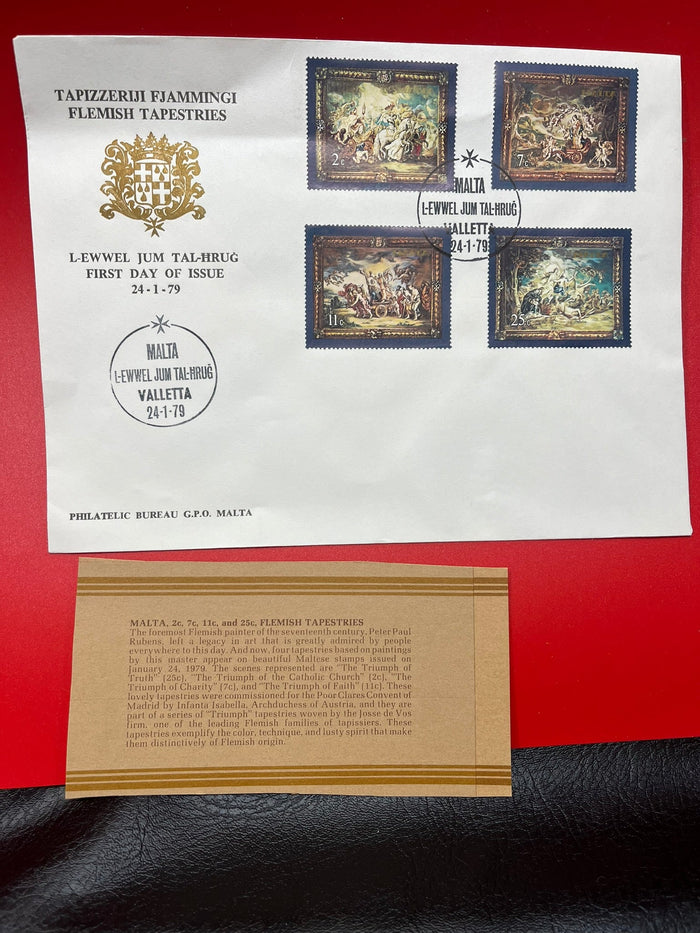 TAPIZZERIJI FJAMMINGI
FLEMISH TAPESTRIES
L-EWWEL JUM TAL-ĦRUĠ
FIRST DAY OF ISSUE
24-1-79
MALTA
L-EWWEL JUM TAL-ĦRUĠ
VALLETTA
24-1-79
PHILATELIC BUREAU G.P.O. MALTA
2c
7c
11c
25c
MALTA
L-EWWEL JUM TAL-ĦRUĠ
VALLETTA
24-1-79
MALTA, 2c, 7c, 11c, and 25c, FLEMISH TAPESTRIES
The foremost Flemish painter of the seventeenth century, Peter Paul
Rubens, left a legacy in art that is greatly admired by people
everywhere to this day. And now, four tapestries based on paintings
by this master appear on beautiful Maltese stamps issued on
January 24, 1979. The scenes represented are "The Triumph of
Truth" (25c), "The Triumph of the Catholic Church" (2c), "The
Triumph of Charity" (7c), and "The Triumph of Faith" (11c). These
lovely tapestries were commissioned for the Poor Clares Convent of
Madrid by Infanta Isabella, Archduchess of Austria, and they are
part of a series of "Triumph" tapestries woven by the Josse de Vos
firm, one of the leading Flemish families of tapissiers. These
tapestries exemplify the color, technique, and lusty spirit that make
them distinctively of Flemish origin.